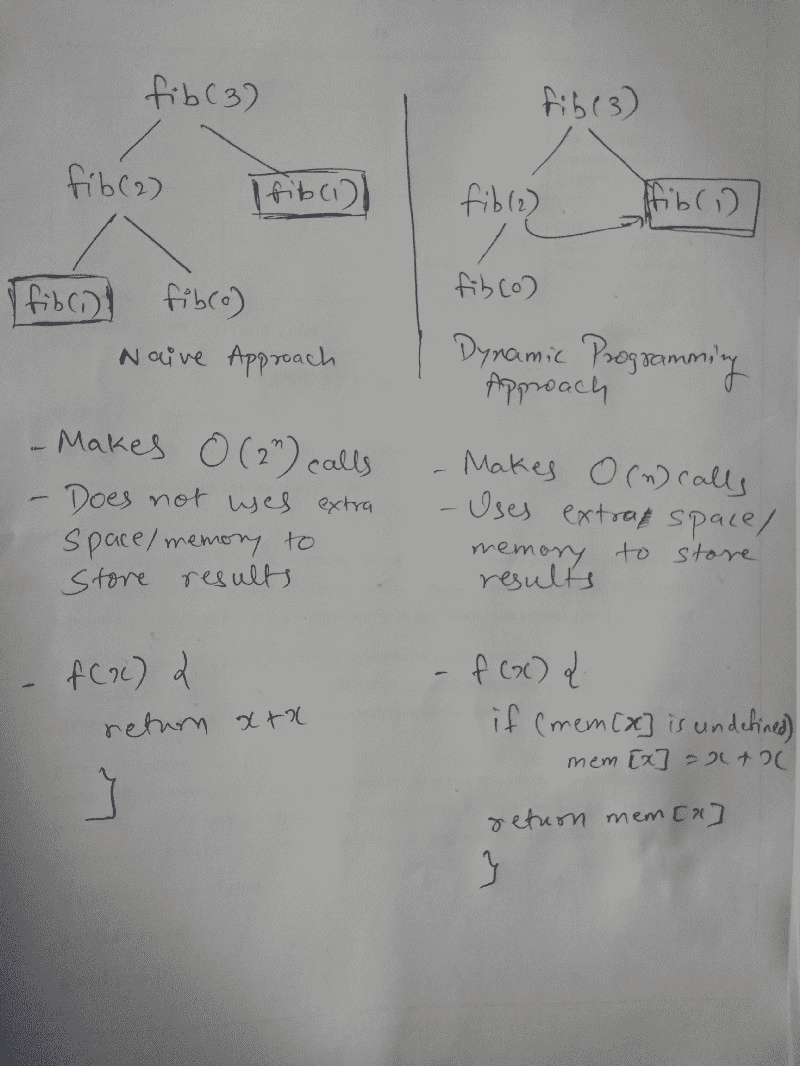 fib(3)
fib(2) fib(1)
fib(1) fib(0)
Naive Approach
- Makes O(2ⁿ) calls
- Does not uses extra
space/memory to
store results
- f(x) {
return x+x
}
fib(3)
fib(2) fib(1)
fib(0)
Dynamic Programming
Approach
- Makes O(n) calls
- Uses extra space/
memory to store
results
- f(x) {
if (mem[x] is undefined)
mem[x] = x + x
return mem[x]
}